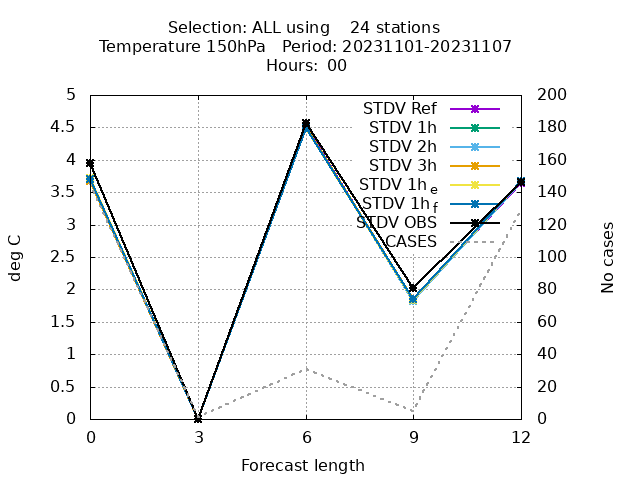 Selection: ALL using    24 stations
Temperature 150hPa   Period: 20231101-20231107
Hours:  00
5
4.5
4
3.5
3
2.5
2
1.5
1
0.5
0
deg C
200
180
160
140
120
100
80
60
40
20
0
No cases
STDV Ref
STDV 1h
STDV 2h
STDV 3h
STDV 1h e
STDV 1h f
STDV OBS
CASES
0 3 6 9 12
Forecast length